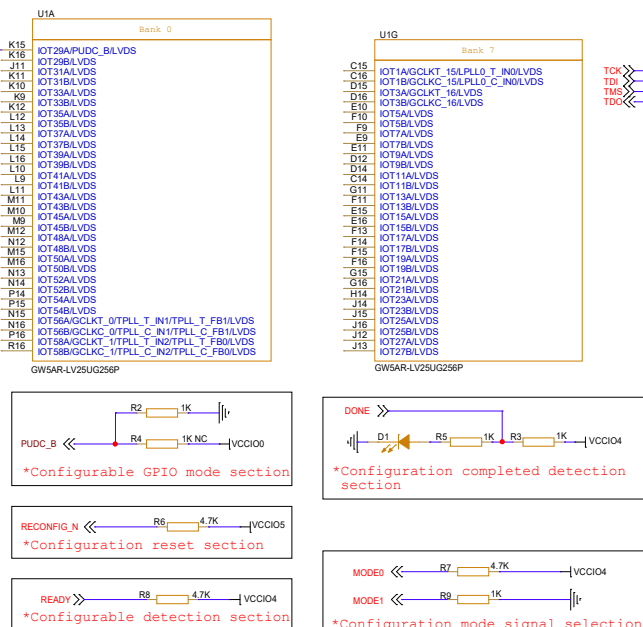 U1A
Bank 0
K15 IOT29A/PUDC_B/LVDS
K16 IOT29B/LVDS
J11 IOT31A/LVDS
K11 IOT31B/LVDS
K10 IOT33A/LVDS
K9 IOT33B/LVDS
K12 IOT35A/LVDS
L12 IOT35B/LVDS
L13 IOT37A/LVDS
L14 IOT37B/LVDS
L15 IOT39A/LVDS
L16 IOT39B/LVDS
L10 IOT41A/LVDS
L9 IOT41B/LVDS
L11 IOT43A/LVDS
M11 IOT43B/LVDS
M10 IOT45A/LVDS
M9 IOT45B/LVDS
M12 IOT48A/LVDS
N12 IOT48B/LVDS
M15 IOT50A/LVDS
M16 IOT50B/LVDS
N13 IOT52A/LVDS
N14 IOT52B/LVDS
P14 IOT54A/LVDS
P15 IOT54B/LVDS
N15 IOT56A/GCLKT_0/TPLL_T_IN1/TPLL_T_FB1/LVDS
N16 IOT56B/GCLKC_0/TPLL_C_IN1/TPLL_C_FB1/LVDS
P16 IOT58A/GCLKT_1/TPLL_T_IN2/TPLL_T_FB0/LVDS
R16 IOT58B/GCLKC_1/TPLL_C_IN2/TPLL_C_FB0/LVDS
GW5AR-LV25UG256P
U1G
Bank 7
C15 IOT1A/GCLKT_15/LPLL0_T_IN0/LVDS
C16 IOT1B/GCLKC_15/LPLL0_C_IN0/LVDS
D15 IOT3A/GCLKT_16/LVDS
D16 IOT3B/GCLKC_16/LVDS
E10 IOT5A/LVDS
F10 IOT5B/LVDS
F9 IOT7A/LVDS
E9 IOT7B/LVDS
E11 IOT9A/LVDS
D12 IOT9B/LVDS
D14 IOT11A/LVDS
C14 IOT11B/LVDS
G11 IOT13A/LVDS
F11 IOT13B/LVDS
E15 IOT15A/LVDS
E16 IOT15B/LVDS
F13 IOT17A/LVDS
F14 IOT17B/LVDS
F15 IOT19A/LVDS
F16 IOT19B/LVDS
G15 IOT21A/LVDS
G16 IOT21B/LVDS
H14 IOT23A/LVDS
J14 IOT23B/LVDS
J15 IOT25A/LVDS
J16 IOT25B/LVDS
J12 IOT27A/LVDS
J13 IOT27B/LVDS
GW5AR-LV25UG256P
TCK
TDI
TMS
TDO
R2 1K
PUDC_B R4 1K NC VCCIO0
*Configurable GPIO mode section
DONE
D1 R5 1K R3 1K VCCIO4
*Configuration completed detection
section
RECONFIG_N R6 4.7K VCCIO5
*Configuration reset section
READY R8 4.7K VCCIO4
*Configurable detection section
MODE0 R7 4.7K VCCIO4
MODE1 R9 1K
*Configuration mode signal selection